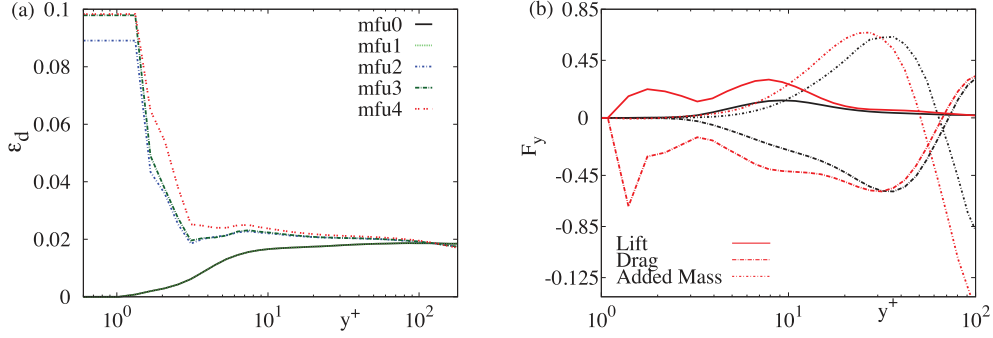 (a)
0.1
0.08
0.06
0.04
0.02
0
ε_d
mfu0
mfu1
mfu2
mfu3
mfu4
10^0
10^1
y^+
10^2
(b)
0.85
0.45
0
-0.45
-0.85
-0.125
F_y
Lift
Drag
Added Mass
10^0
10^1
y^+
10^2